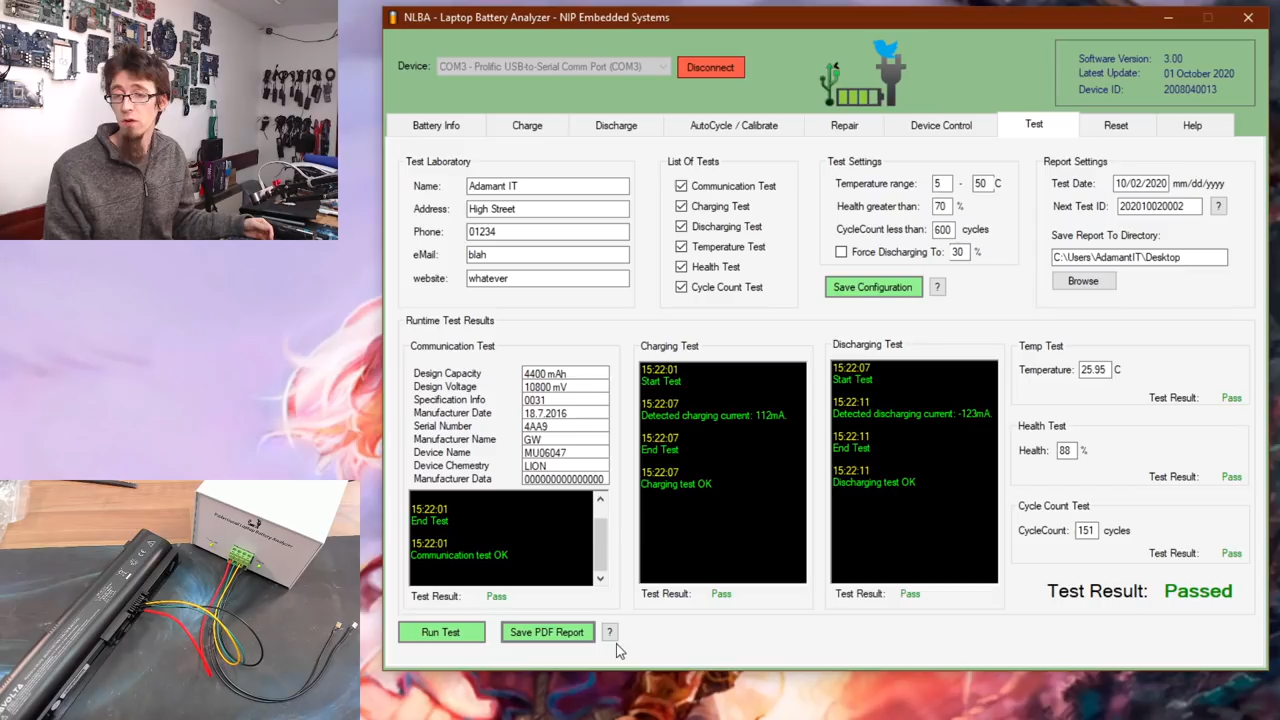 NLBA - Laptop Battery Analyzer - NIP Embedded Systems
Device: COM3 - Prolific USB-to-Serial Comm Port (COM3) Disconnect
Software Version: 3.00
Latest Update: 01 October 2020
Device ID: 2008040013
Battery Info Charge Discharge AutoCycle / Calibrate Repair Device Control Test Reset Help
Test Laboratory
Name: Adamant IT
Address: High Street
Phone: 01234
eMail: blah
website: whatever
List Of Tests
Communication Test
Charging Test
Discharging Test
Temperature Test
Health Test
Cycle Count Test
Test Settings
Temperature range: 5 - 50 C
Health greater than: 70 %
CycleCount less than: 600 cycles
Force Discharging To: 30 %
Save Configuration ?
Report Settings
Test Date: 10/02/2020 mm/dd/yyyy
Next Test ID: 202010020002 ?
Save Report To Directory:
C:\Users\AdamantIT\Desktop
Browse
Runtime Test Results
Communication Test
Design Capacity 4400 mAh
Design Voltage 10800 mV
Specification Info 0031
Manufacturer Date 18.7.2016
Serial Number 4AA9
Manufacturer Name GW
Device Name MU06047
Device Chemestry LION
Manufacturer Data 000000000000000
15:22:01
End Test
15:22:01
Communication test OK
Test Result: Pass
Charging Test
15:22:01
Start Test
15:22:07
Detected charging current: 112mA.
15:22:07
End Test
15:22:07
Charging test OK
Test Result: Pass
Discharging Test
15:22:07
Start Test
15:22:11
Detected discharging current: -123mA.
15:22:11
End Test
15:22:11
Discharging test OK
Test Result: Pass
Temp Test
Temperature: 25.95 C
Test Result: Pass
Health Test
Health: 88 %
Test Result: Pass
Cycle Count Test
CycleCount: 151 cycles
Test Result: Pass
Test Result: Passed
Run Test Save PDF Report ?
Professional Laptop Battery Analyzer